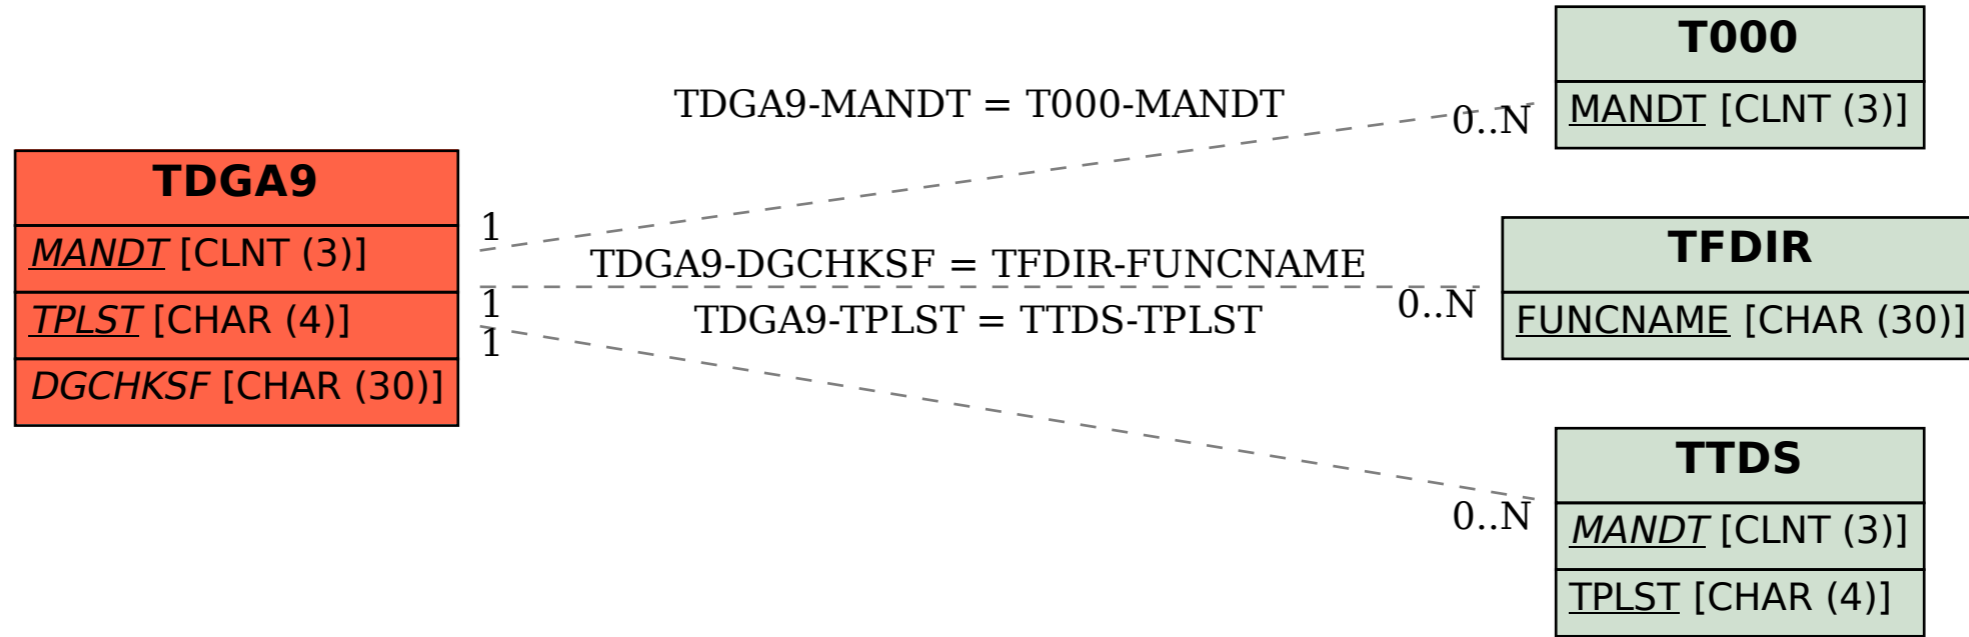 TDGA9
MANDT [CLNT (3)]
TPLST [CHAR (4)]
DGCHKSF [CHAR (30)]
TDGA9-MANDT = T000-MANDT
1
0..N
TDGA9-DGCHKSF = TFDIR-FUNCNAME
1
0..N
TDGA9-TPLST = TTDS-TPLST
1
0..N
T000
MANDT [CLNT (3)]
TFDIR
FUNCNAME [CHAR (30)]
TTDS
MANDT [CLNT (3)]
TPLST [CHAR (4)]